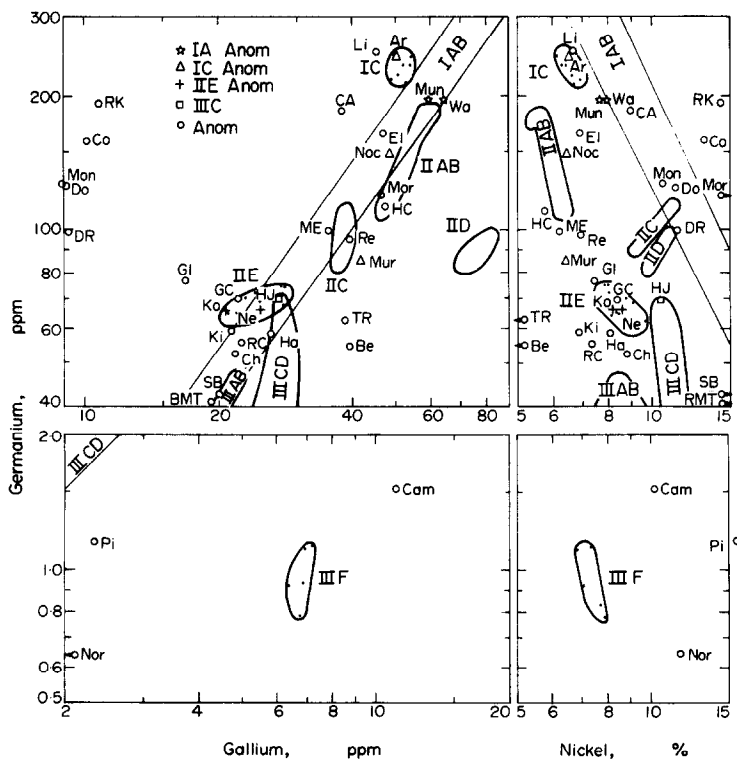 300
200
100
80
60
40
Germanium, ppm
☆ IA Anom
△ IC Anom
+ IIE Anom
□ IIIC
○ Anom
Li
Ar
IC
IAB
RK
CA
Mun
Wa
Co
El
Noc
IIAB
Mon
Do
Mor
HC
DR
ME
Re
IID
Mur
IIC
GI
IIE
GC
HJ
K
Ne
Ki
RC
Ch
TR
Ha
Be
IIICD
IIIAB
SB
BMT
10
20
40
60
80
Li
IAB
IC
Ar
Mun
Wa
RK
CA
IIAB
El
Co
Noc
Mon
Do
Mor
HC
ME
Re
IIC
IID
DR
Mur
GI
IIE
GC
K
HJ
Ne
TR
Ki
Ha
RC
Ch
Be
IIIAB
IIICD
SB
RMT
5
6
8
10
15
2·0
1·0
0·8
0·6
0·5
IIICD
Cam
Pi
IIIF
Nor
2
4
6
8
10
20
Cam
Pi
IIIF
Nor
5
6
8
10
15
Gallium, ppm
Nickel, %